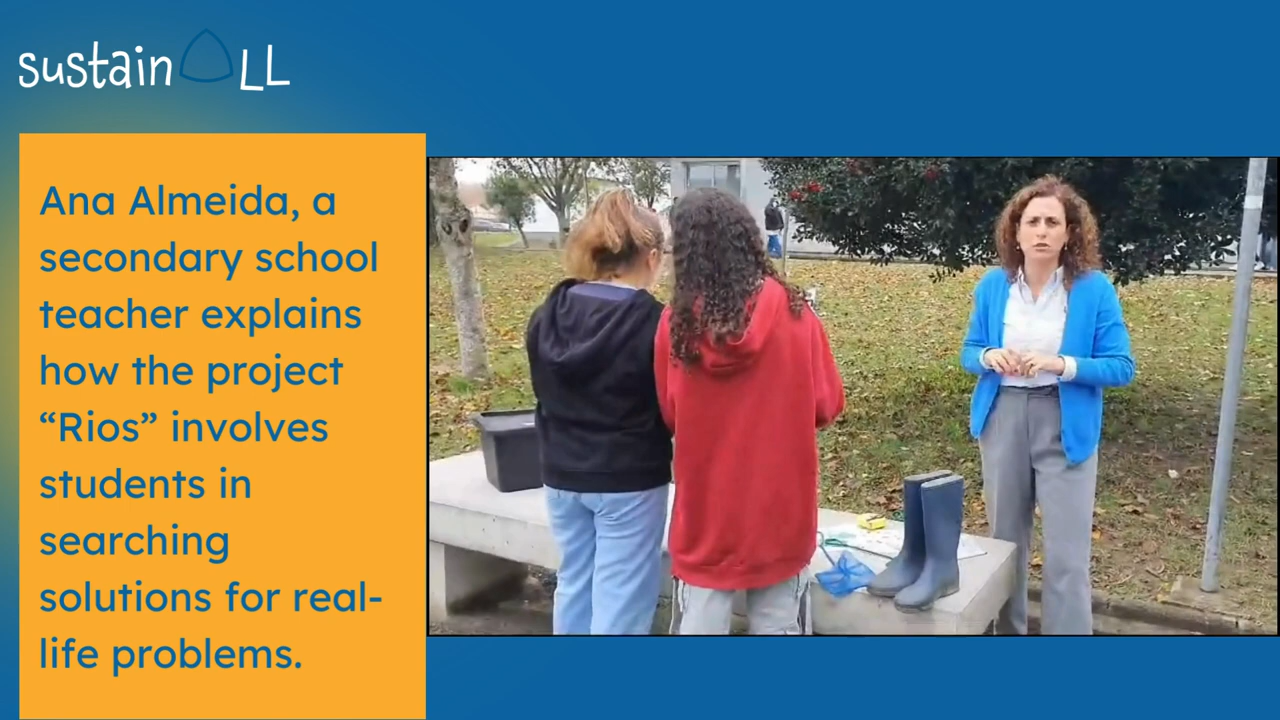 sustainALL
Ana Almeida, a
secondary school
teacher explains
how the project
“Rios” involves
students in
searching
solutions for real-
life problems.